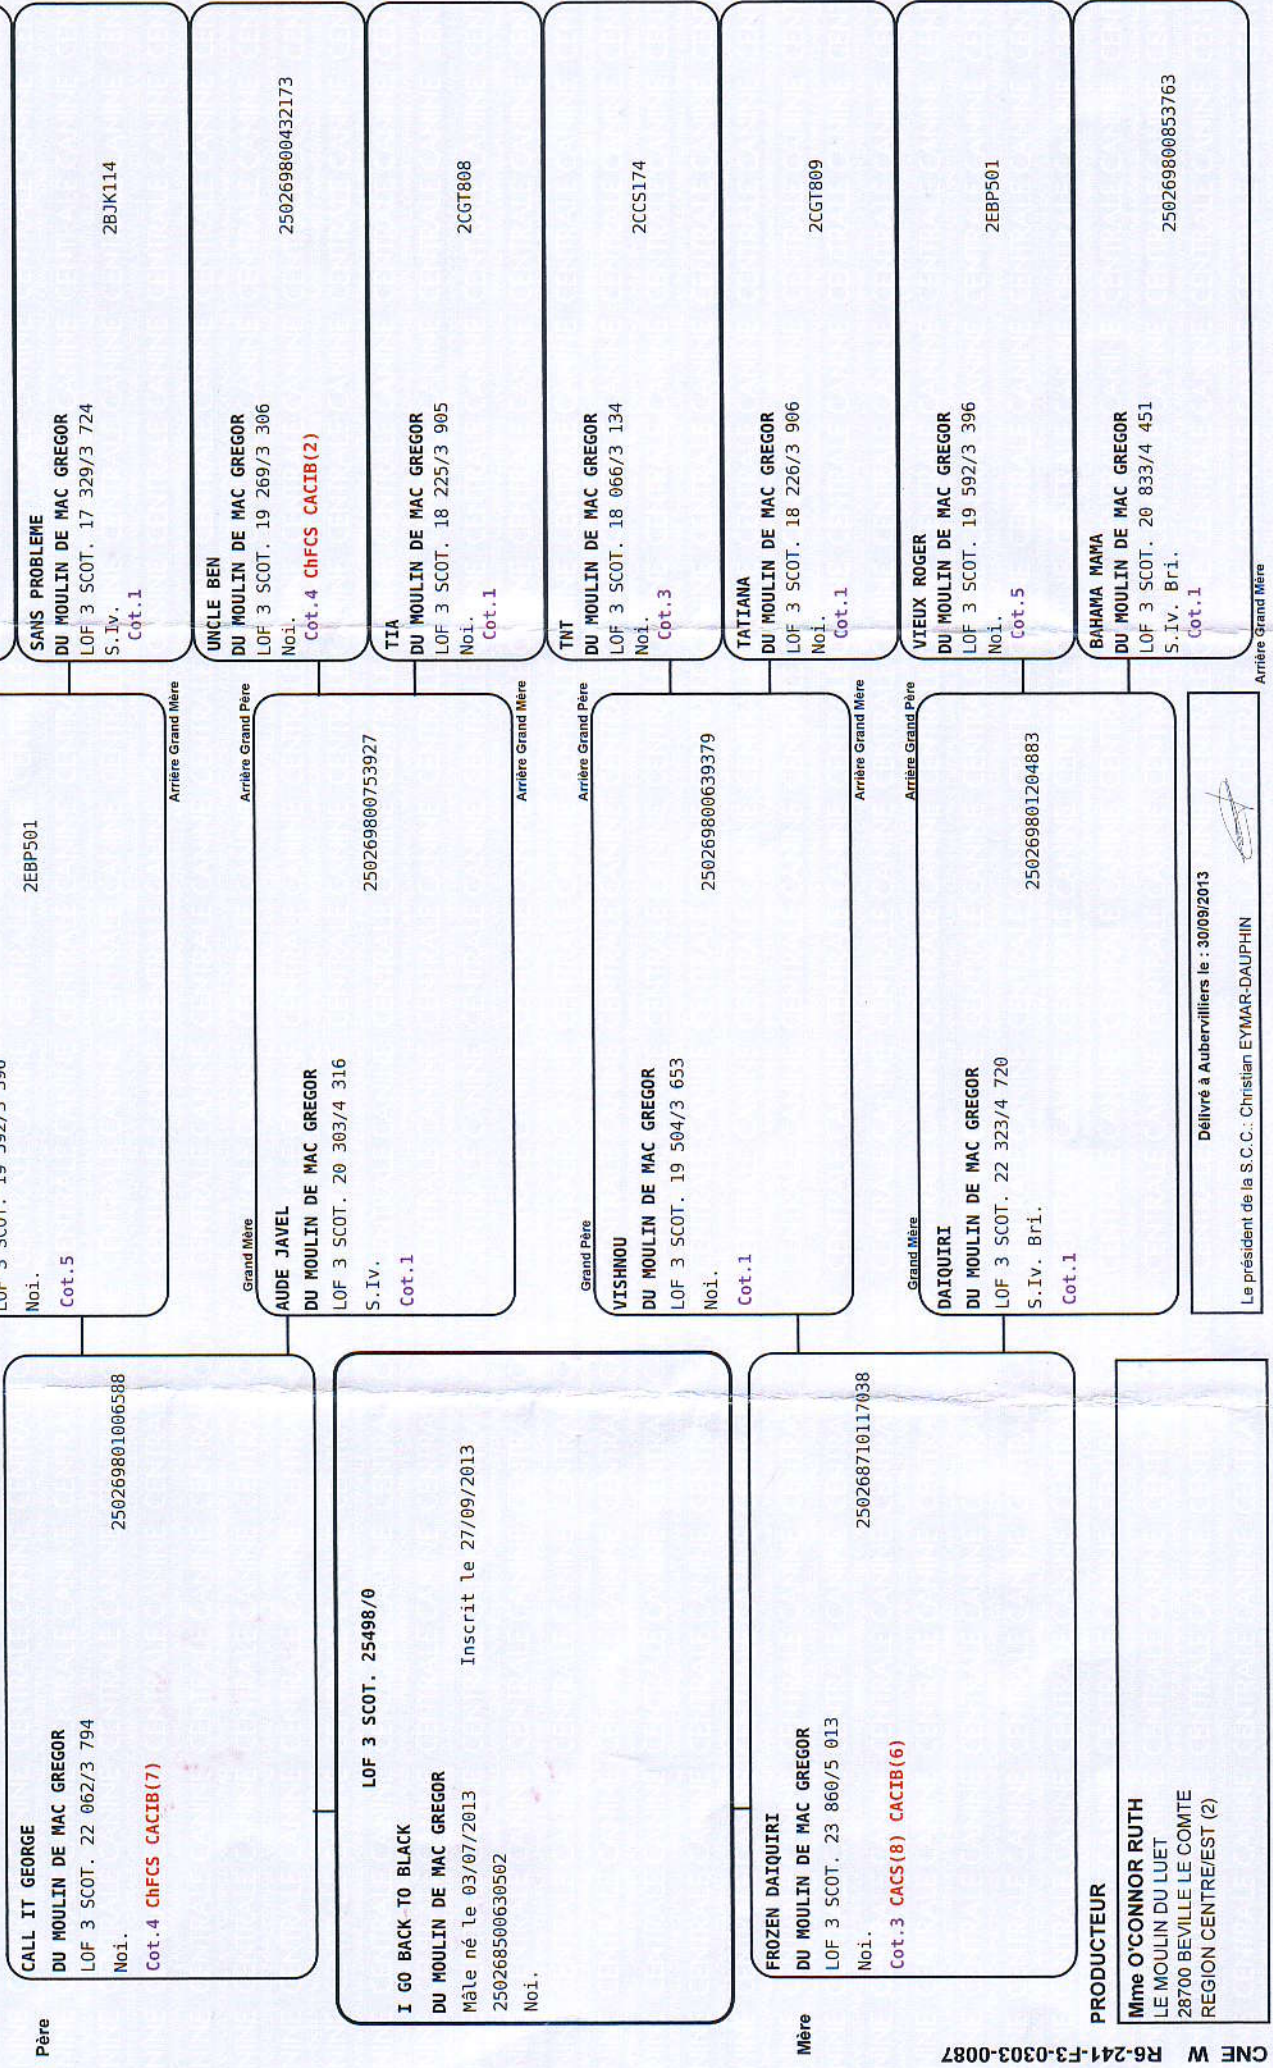 Père
CALL IT GEORGE
DU MOULIN DE MAC GREGOR
LOF 3 SCOT. 22 062/3 794
Noi.
250269801006588
Cot.4 ChFCS CACIB(7)
LOF 3 SCOT. 25498/0
I GO BACK TO BLACK
DU MOULIN DE MAC GREGOR
Mâle né le 03/07/2013 Inscrit le 27/09/2013
250268500630502
Noi.
Mère
FROZEN DAIQUIRI
DU MOULIN DE MAC GREGOR
LOF 3 SCOT. 23 860/5 013
Noi.
250268710117038
Cot.3 CACS(8) CACIB(6)
PRODUCTEUR
Mme O'CONNOR RUTH
LE MOULIN DU LUET
28700 BEVILLE LE COMTE
REGION CENTRE/EST (2)
CNE W R6-241-F3-0303-0087
Noi.
2EBP501
Cot.5
Grand Mère
AUDE JAVEL
DU MOULIN DE MAC GREGOR
LOF 3 SCOT. 20 303/4 316
S.Iv.
250269800753927
Cot.1
Grand Père
VISHNOU
DU MOULIN DE MAC GREGOR
LOF 3 SCOT. 19 504/3 653
Noi.
250269800639379
Cot.1
Grand Mère
DAIQUIRI
DU MOULIN DE MAC GREGOR
LOF 3 SCOT. 22 323/4 720
S.Iv. Bri.
250269801204883
Cot.1
Délivré à Aubervilliers le : 30/09/2013
Le président de la S.C.C.: Christian EYMAR-DAUPHIN
SANS PROBLEME
DU MOULIN DE MAC GREGOR
LOF 3 SCOT. 17 329/3 724
S.Iv.
2BJK114
Cot.1
Arrière Grand Mère
Arrière Grand Père
UNCLE BEN
DU MOULIN DE MAC GREGOR
LOF 3 SCOT. 19 269/3 306
Noi.
250269800432173
Cot.4 ChFCS CACIB(2)
TIA
DU MOULIN DE MAC GREGOR
LOF 3 SCOT. 18 225/3 905
Noi.
2CGT808
Cot.1
Arrière Grand Mère
Arrière Grand Père
TNT
DU MOULIN DE MAC GREGOR
LOF 3 SCOT. 18 066/3 134
Noi.
2CCS174
Cot.3
TATIANA
DU MOULIN DE MAC GREGOR
LOF 3 SCOT. 18 226/3 906
Noi.
2CGT809
Cot.1
Arrière Grand Mère
Arrière Grand Père
VIEUX ROGER
DU MOULIN DE MAC GREGOR
LOF 3 SCOT. 19 592/3 396
Noi.
2EBP501
Cot.5
BAHAMA MAMA
DU MOULIN DE MAC GREGOR
LOF 3 SCOT. 20 833/4 451
S.Iv. Bri.
250269800853763
Cot.1
Arrière Grand Mère